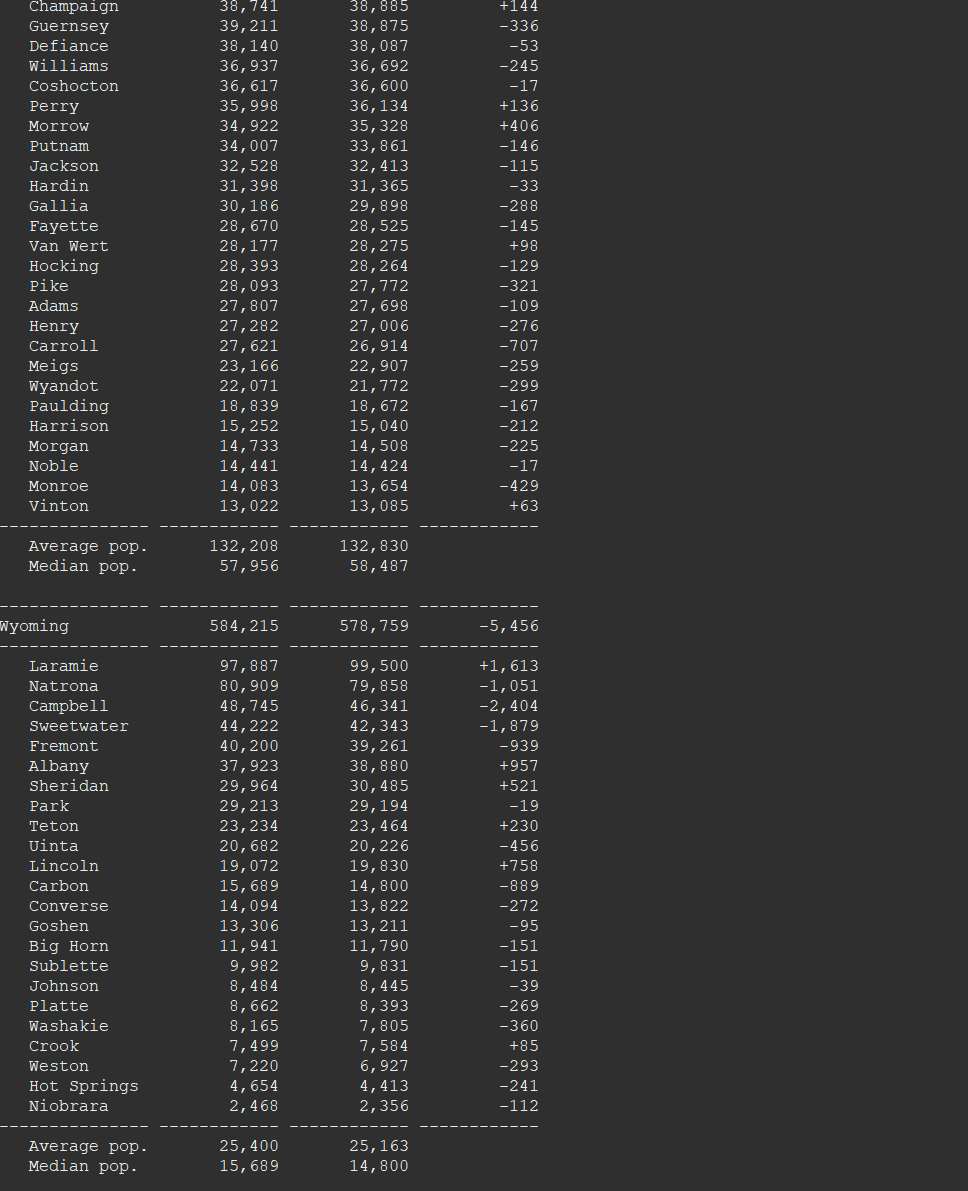 Champaign 38,741 38,885 +144
Guernsey 39,211 38,875 -336
Defiance 38,140 38,087 -53
Williams 36,937 36,692 -245
Coshocton 36,617 36,600 -17
Perry 35,998 36,134 +136
Morrow 34,922 35,328 +406
Putnam 34,007 33,861 -146
Jackson 32,528 32,413 -115
Hardin 31,398 31,365 -33
Gallia 30,186 29,898 -288
Fayette 28,670 28,525 -145
Van Wert 28,177 28,275 +98
Hocking 28,393 28,264 -129
Pike 28,093 27,772 -321
Adams 27,807 27,698 -109
Henry 27,282 27,006 -276
Carroll 27,621 26,914 -707
Meigs 23,166 22,907 -259
Wyandot 22,071 21,772 -299
Paulding 18,839 18,672 -167
Harrison 15,252 15,040 -212
Morgan 14,733 14,508 -225
Noble 14,441 14,424 -17
Monroe 14,083 13,654 -429
Vinton 13,022 13,085 +63
--------------- ------------ ------------ ------------
Average pop. 132,208 132,830
Median pop. 57,956 58,487
--------------- ------------ ------------ ------------
Wyoming 584,215 578,759 -5,456
--------------- ------------ ------------ ------------
Laramie 97,887 99,500 +1,613
Natrona 80,909 79,858 -1,051
Campbell 48,745 46,341 -2,404
Sweetwater 44,222 42,343 -1,879
Fremont 40,200 39,261 -939
Albany 37,923 38,880 +957
Sheridan 29,964 30,485 +521
Park 29,213 29,194 -19
Teton 23,234 23,464 +230
Uinta 20,682 20,226 -456
Lincoln 19,072 19,830 +758
Carbon 15,689 14,800 -889
Converse 14,094 13,822 -272
Goshen 13,306 13,211 -95
Big Horn 11,941 11,790 -151
Sublette 9,982 9,831 -151
Johnson 8,484 8,445 -39
Platte 8,662 8,393 -269
Washakie 8,165 7,805 -360
Crook 7,499 7,584 +85
Weston 7,220 6,927 -293
Hot Springs 4,654 4,413 -241
Niobrara 2,468 2,356 -112
--------------- ------------ ------------ ------------
Average pop. 25,400 25,163
Median pop. 15,689 14,800